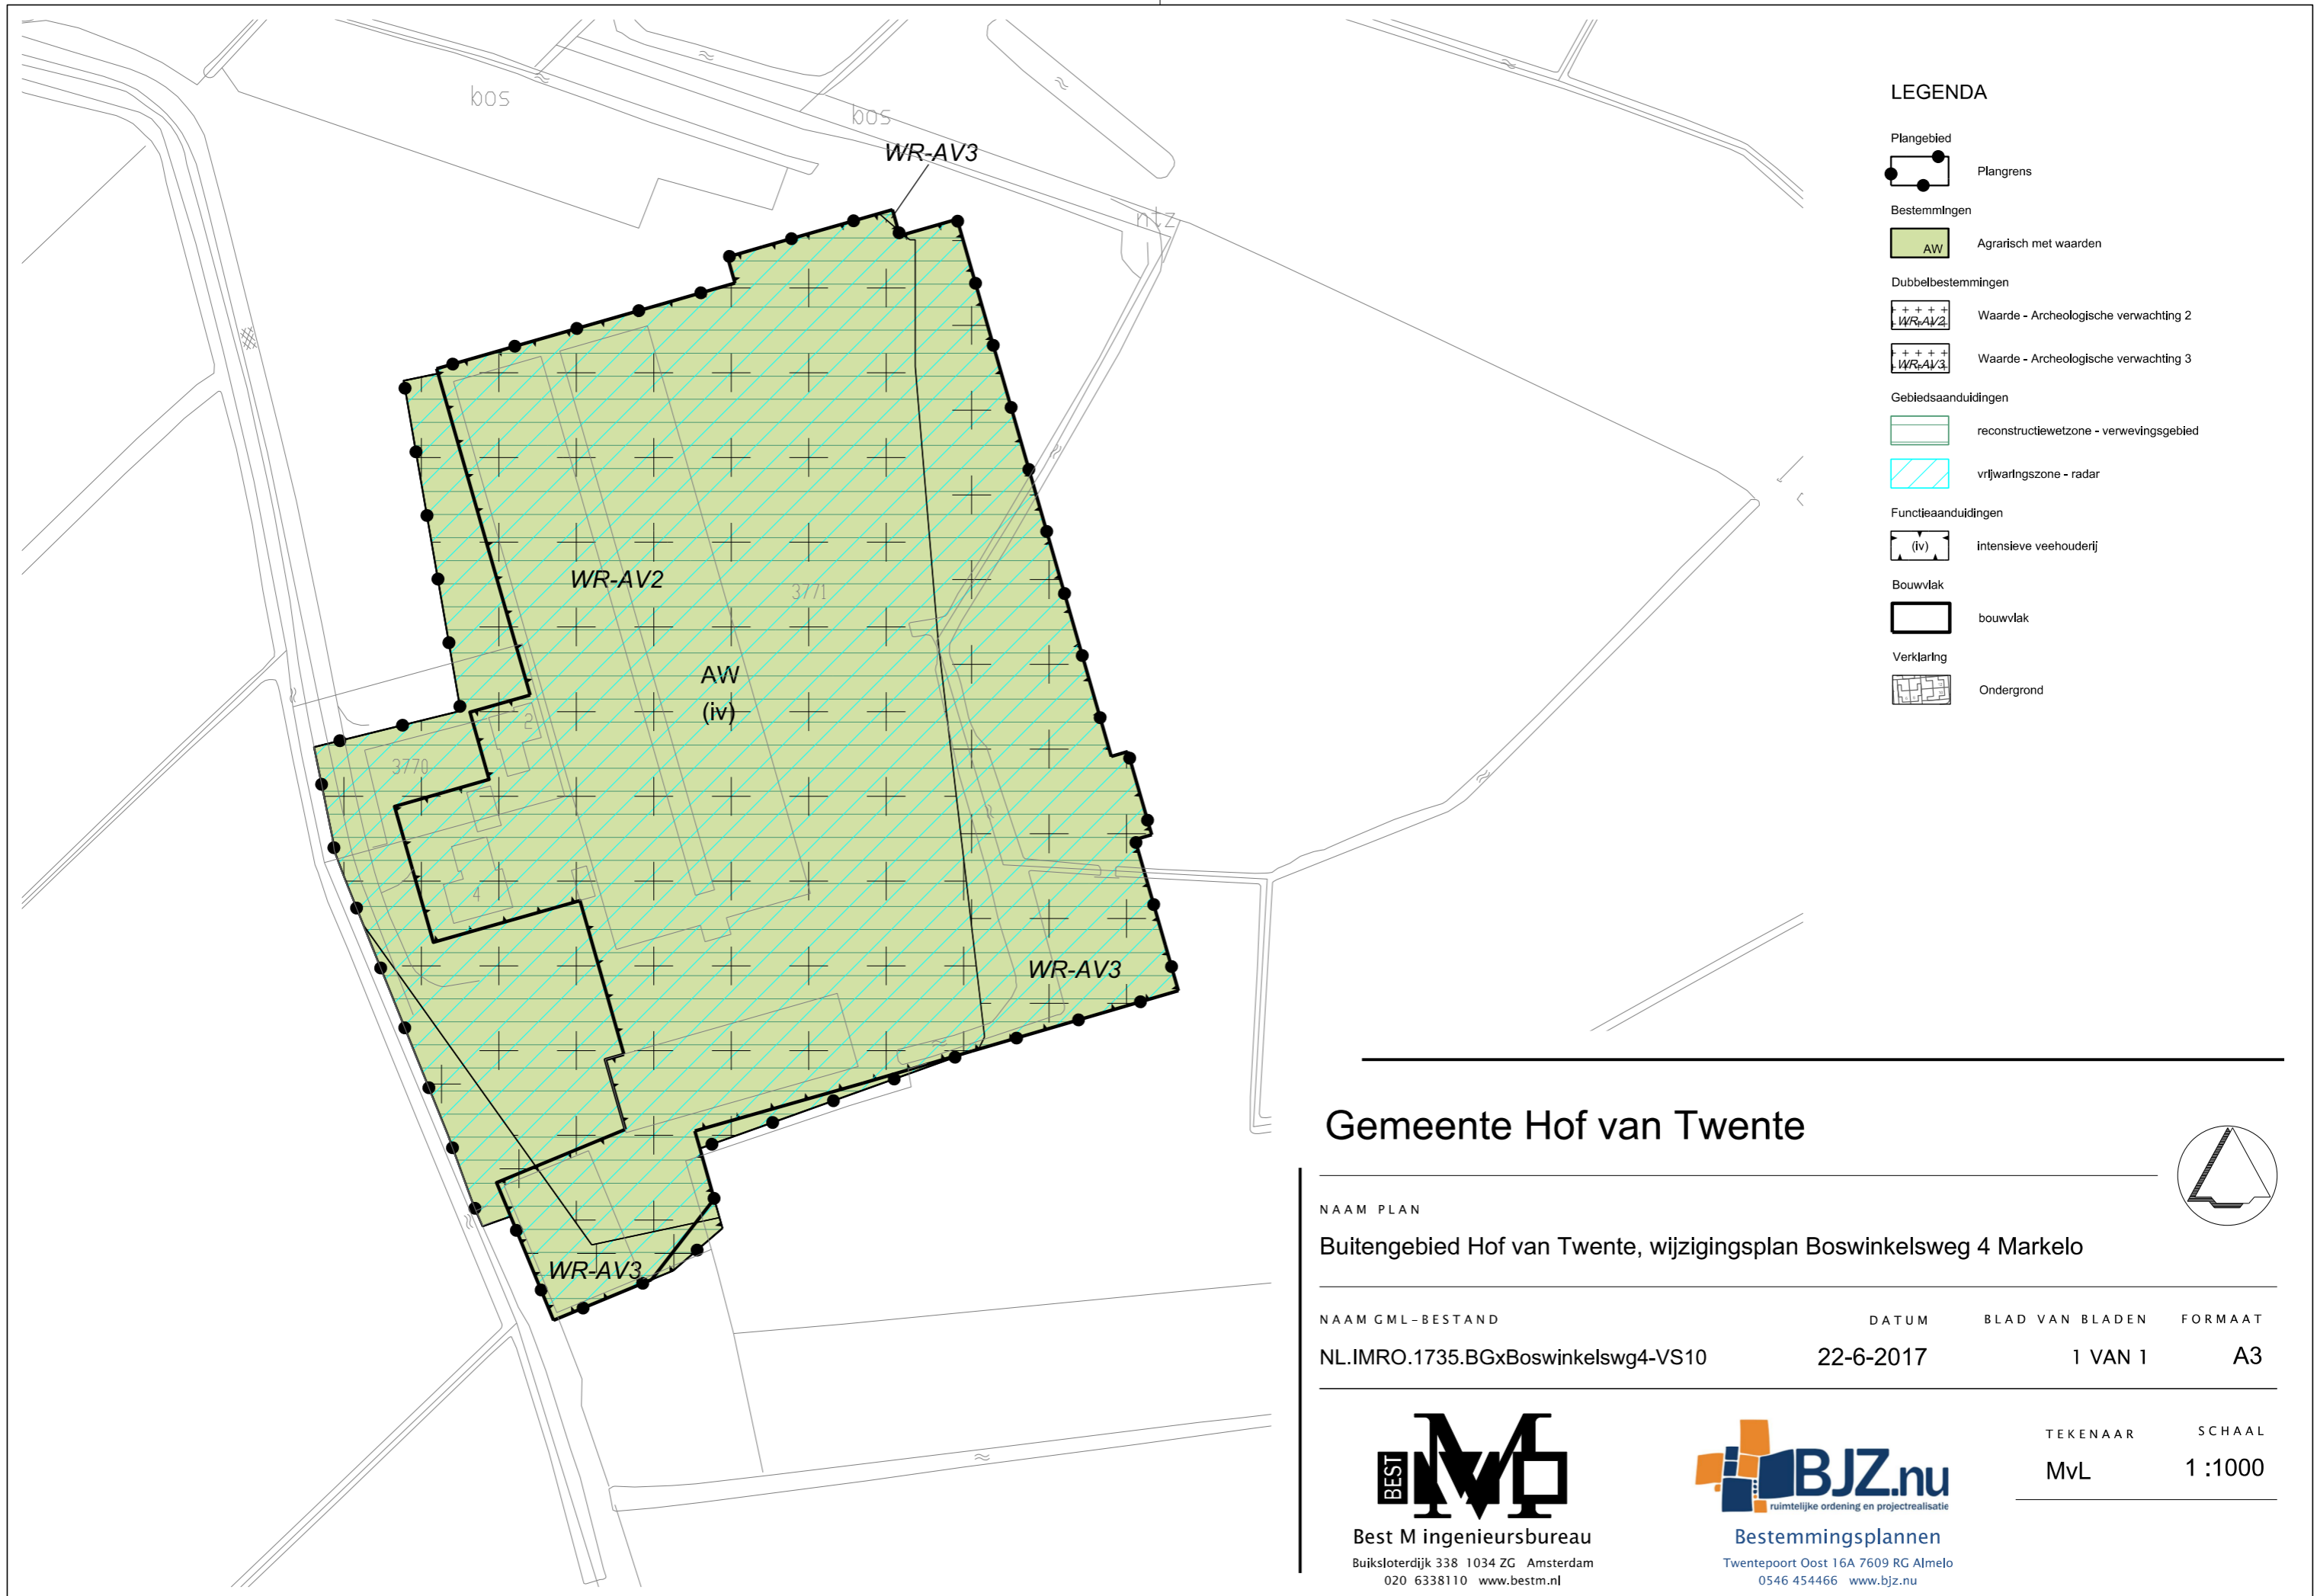 bos
bos
WR-AV3
ntz
WR-AV2
3771
AW
(iv)
2
3770
4
WR-AV3
WR-AV3
LEGENDA
Plangebied
Plangrens
Bestemmingen
AW
Agrarisch met waarden
Dubbelbestemmingen
WR-AV2
Waarde - Archeologische verwachting 2
WR-AV3
Waarde - Archeologische verwachting 3
Gebiedsaanduidingen
reconstructiewetzone - verwevingsgebied
vrijwaringszone - radar
Functieaanduidingen
(iv)
intensieve veehouderij
Bouwvlak
bouwvlak
Verklaring
Ondergrond
Gemeente Hof van Twente
NAAM PLAN
Buitengebied Hof van Twente, wijzigingsplan Boswinkelsweg 4 Markelo
NAAM GML-BESTAND DATUM BLAD VAN BLADEN FORMAAT
NL.IMRO.1735.BGxBoswinkelswg4-VS10 22-6-2017 1 VAN 1 A3
BEST M
Best M ingenieursbureau
Buiksloterdijk 338 1034 ZG Amsterdam
020 6338110 www.bestm.nl
BJZ.nu
ruimtelijke ordening en projectrealisatie
Bestemmingsplannen
Twentepoort Oost 16A 7609 RG Almelo
0546 454466 www.bjz.nu
TEKENAAR SCHAAL
MvL 1 :1000